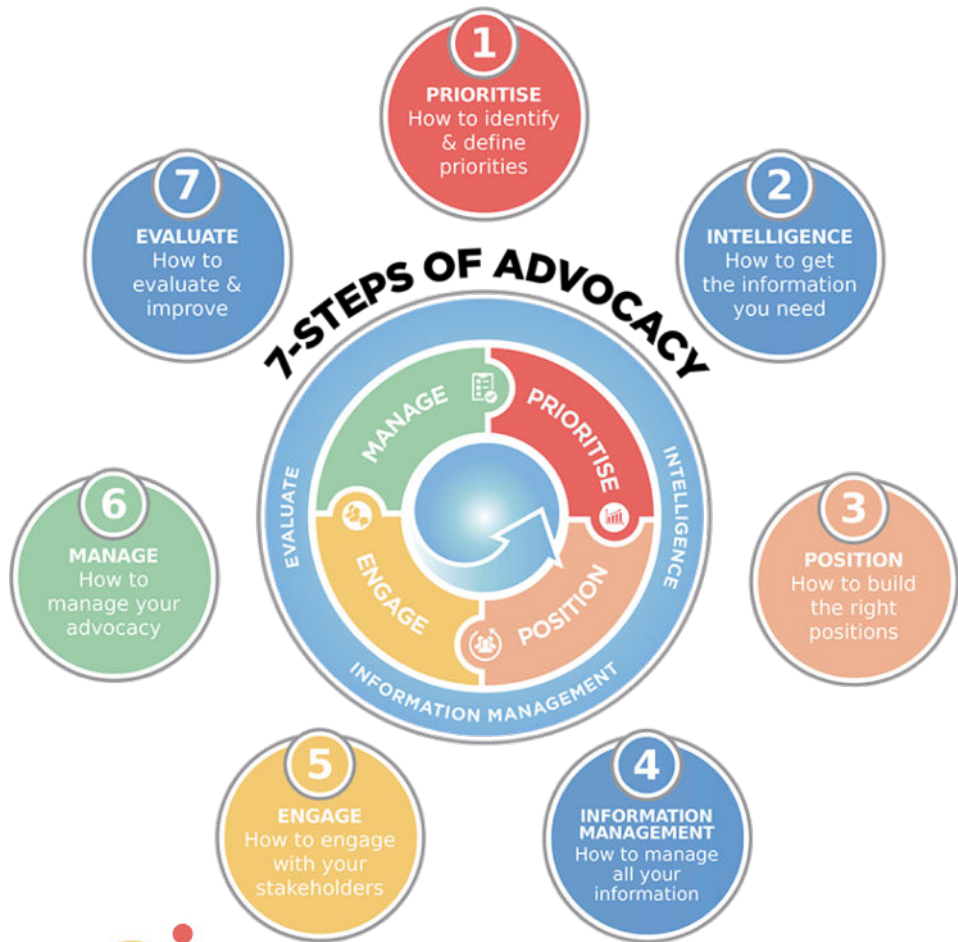 1
PRIORITISE
How to identify
& define
priorities
2
INTELLIGENCE
How to get
the information
you need
3
POSITION
How to build
the right
positions
4
INFORMATION
MANAGEMENT
How to manage
all your
information
5
ENGAGE
How to engage
with your
stakeholders
6
MANAGE
How to
manage your
advocacy
7
EVALUATE
How to
evaluate &
improve
7-STEPS OF ADVOCACY
PRIORITISE
POSITION
ENGAGE
MANAGE
INTELLIGENCE
INFORMATION MANAGEMENT
EVALUATE